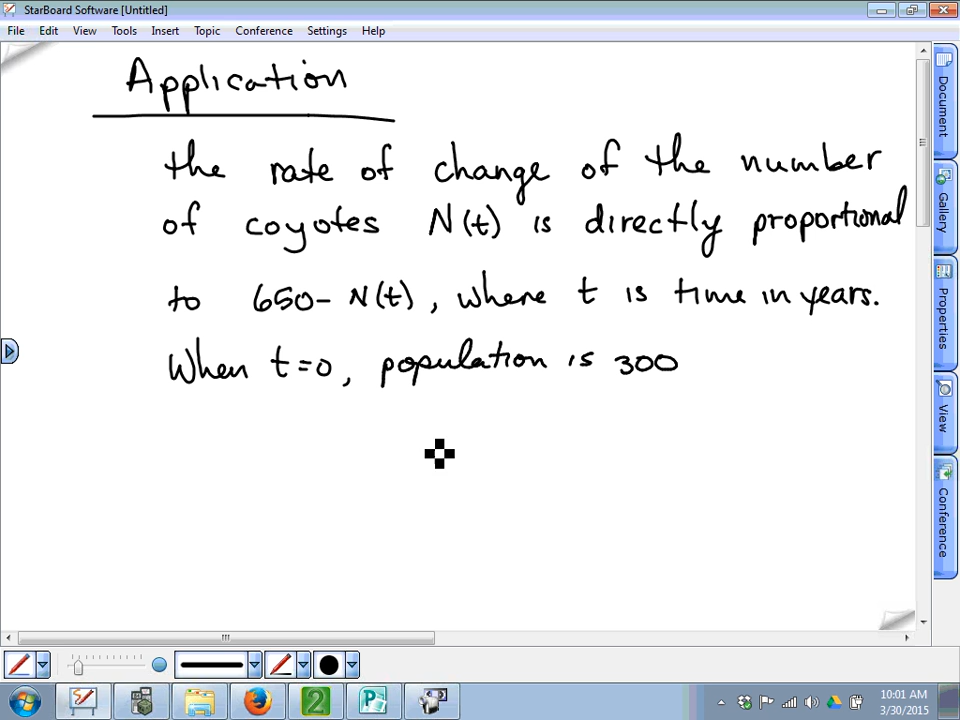 StarBoard Software [Untitled]
File Edit View Tools Insert Topic Conference Settings Help
Application
the rate of change of the number
of coyotes N(t) is directly proportional
to 650- N(t), where t is time in years.
When t=0, population is 300
Document
Gallery
Properties
View
Conference
10:01 AM
3/30/2015